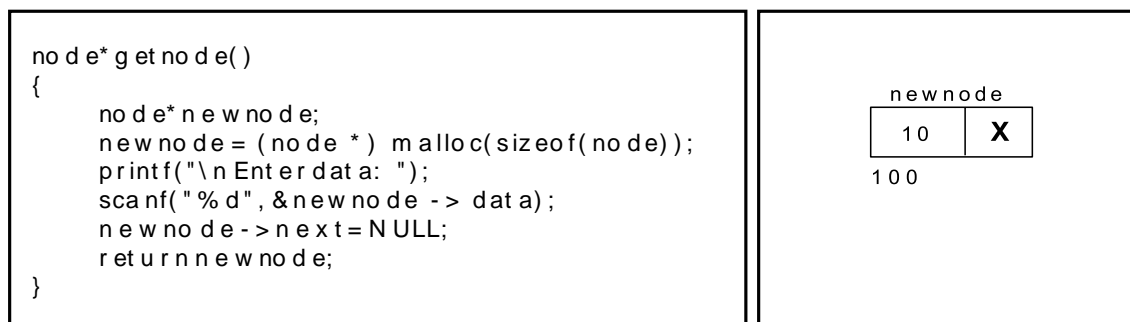 node* getnode()
{
node* newnode;
newnode = (node *) malloc(sizeof(node));
printf("\n Enter data: ");
scanf("%d", &newnode -> data);
newnode -> next = NULL;
return newnode;
}
newnode
10 X
100